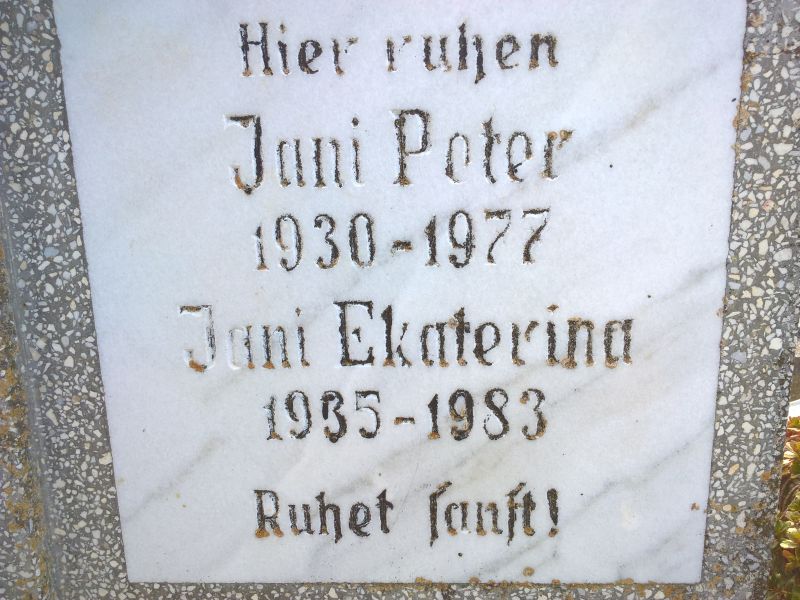 Hier ruhen
Jani Peter
1930-1977
Jani Ekaterina
1935-1983
Ruhet sanft!